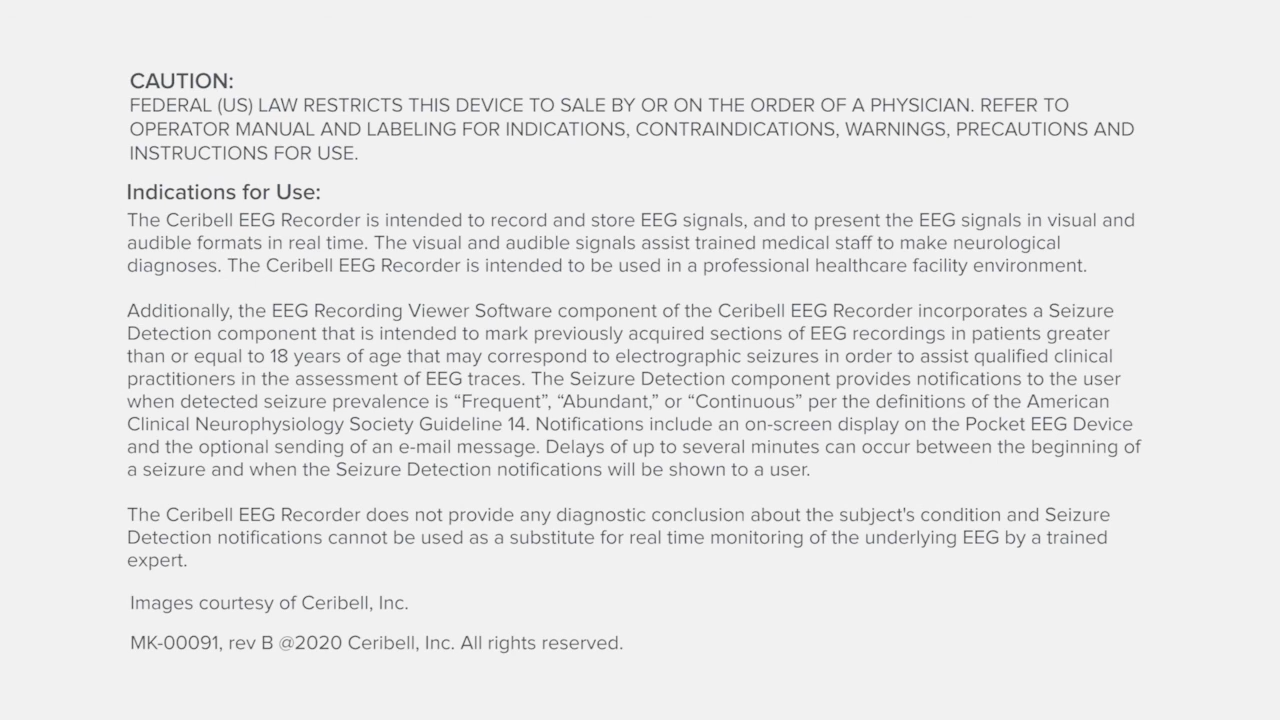 CAUTION:
FEDERAL (US) LAW RESTRICTS THIS DEVICE TO SALE BY OR ON THE ORDER OF A PHYSICIAN. REFER TO
OPERATOR MANUAL AND LABELING FOR INDICATIONS, CONTRAINDICATIONS, WARNINGS, PRECAUTIONS AND
INSTRUCTIONS FOR USE.
Indications for Use:
The Ceribell EEG Recorder is intended to record and store EEG signals, and to present the EEG signals in visual and
audible formats in real time. The visual and audible signals assist trained medical staff to make neurological
diagnoses. The Ceribell EEG Recorder is intended to be used in a professional healthcare facility environment.
Additionally, the EEG Recording Viewer Software component of the Ceribell EEG Recorder incorporates a Seizure
Detection component that is intended to mark previously acquired sections of EEG recordings in patients greater
than or equal to 18 years of age that may correspond to electrographic seizures in order to assist qualified clinical
practitioners in the assessment of EEG traces. The Seizure Detection component provides notifications to the user
when detected seizure prevalence is “Frequent”, “Abundant,” or “Continuous” per the definitions of the American
Clinical Neurophysiology Society Guideline 14. Notifications include an on-screen display on the Pocket EEG Device
and the optional sending of an e-mail message. Delays of up to several minutes can occur between the beginning of
a seizure and when the Seizure Detection notifications will be shown to a user.
The Ceribell EEG Recorder does not provide any diagnostic conclusion about the subject's condition and Seizure
Detection notifications cannot be used as a substitute for real time monitoring of the underlying EEG by a trained
expert.
Images courtesy of Ceribell, Inc.
MK-00091, rev B @2020 Ceribell, Inc. All rights reserved.